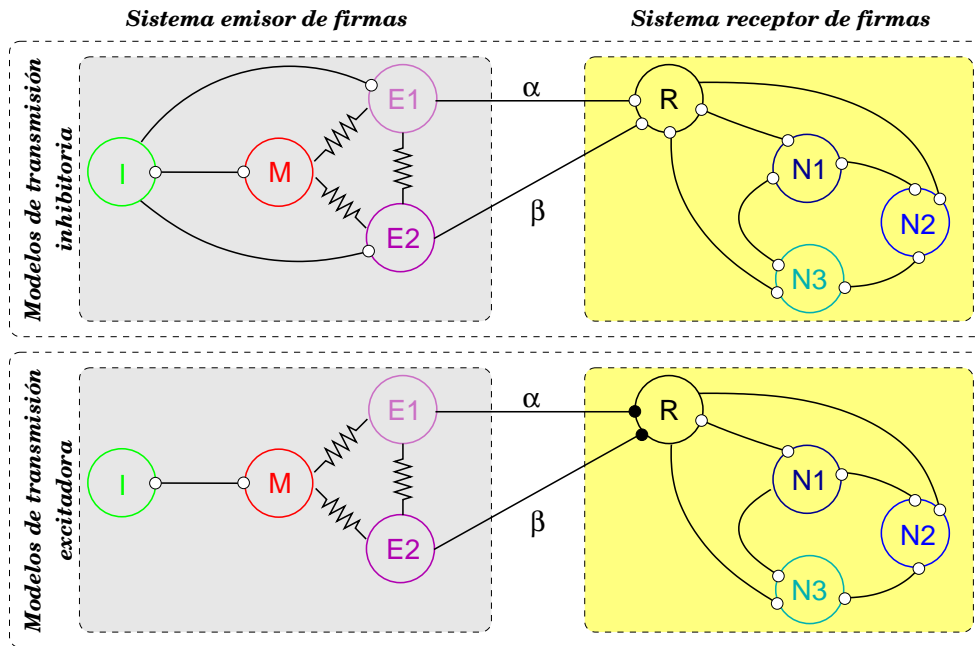 Sistema emisor de firmas
Sistema receptor de firmas
Modelos de transmisión
inhibitoria
I
M
E1
E2
α
β
R
N1
N2
N3
Modelos de transmisión
excitadora
I
M
E1
E2
α
β
R
N1
N2
N3